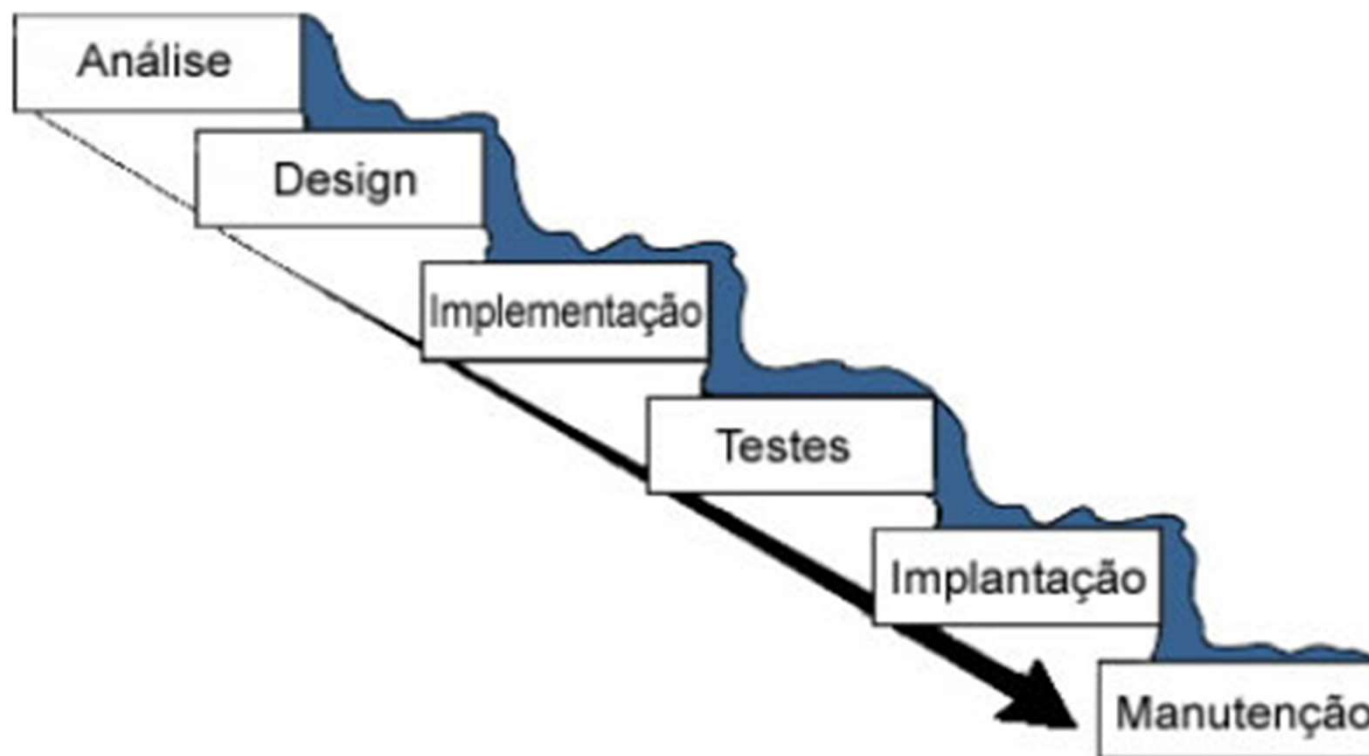 Análise
Design
Implementação
Testes
Implantação
Manutenção